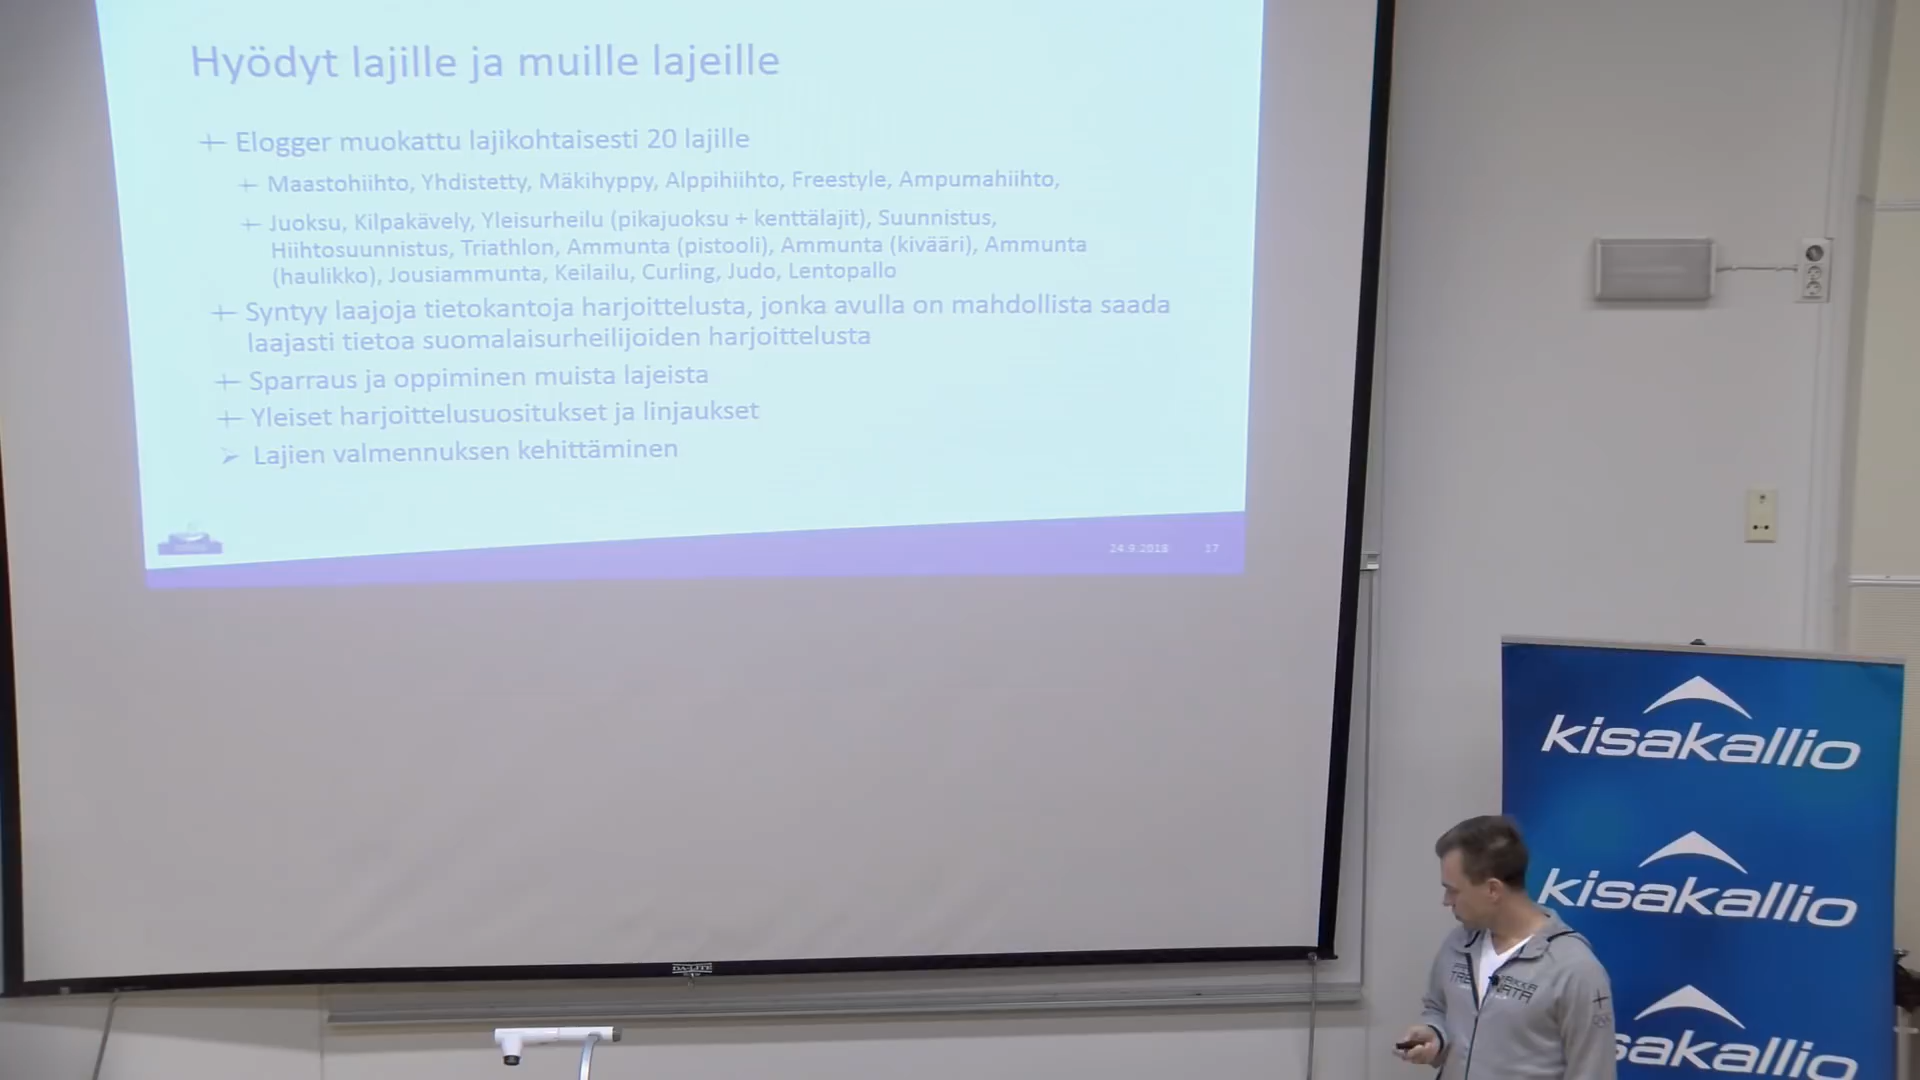 Hyödyt lajille ja muille lajeille
Elogger muokattu lajikohtaisesti 20 lajille
Maastohiihto, Yhdistetty, Mäkihyppy, Alppihiihto, Freestyle, Ampumahiihto,
Juoksu, Kilpakävely, Yleisurheilu (pikajuoksu + kenttälajit), Suunnistus,
Hiihtosuunnistus, Triathlon, Ammunta (pistooli), Ammunta (kivääri), Ammunta
(haulikko), Jousiammunta, Keilailu, Curling, Judo, Lentopallo
Syntyy laajoja tietokantoja harjoittelusta, jonka avulla on mahdollista saada
laajasti tietoa suomalaisurheilijoiden harjoittelusta
Sparraus ja oppiminen muista lajeista
Yleiset harjoittelusuositukset ja linjaukset
Lajien valmennuksen kehittäminen
24.9.2018 17
DA-LITE
kisakallio
kisakallio
sakallio